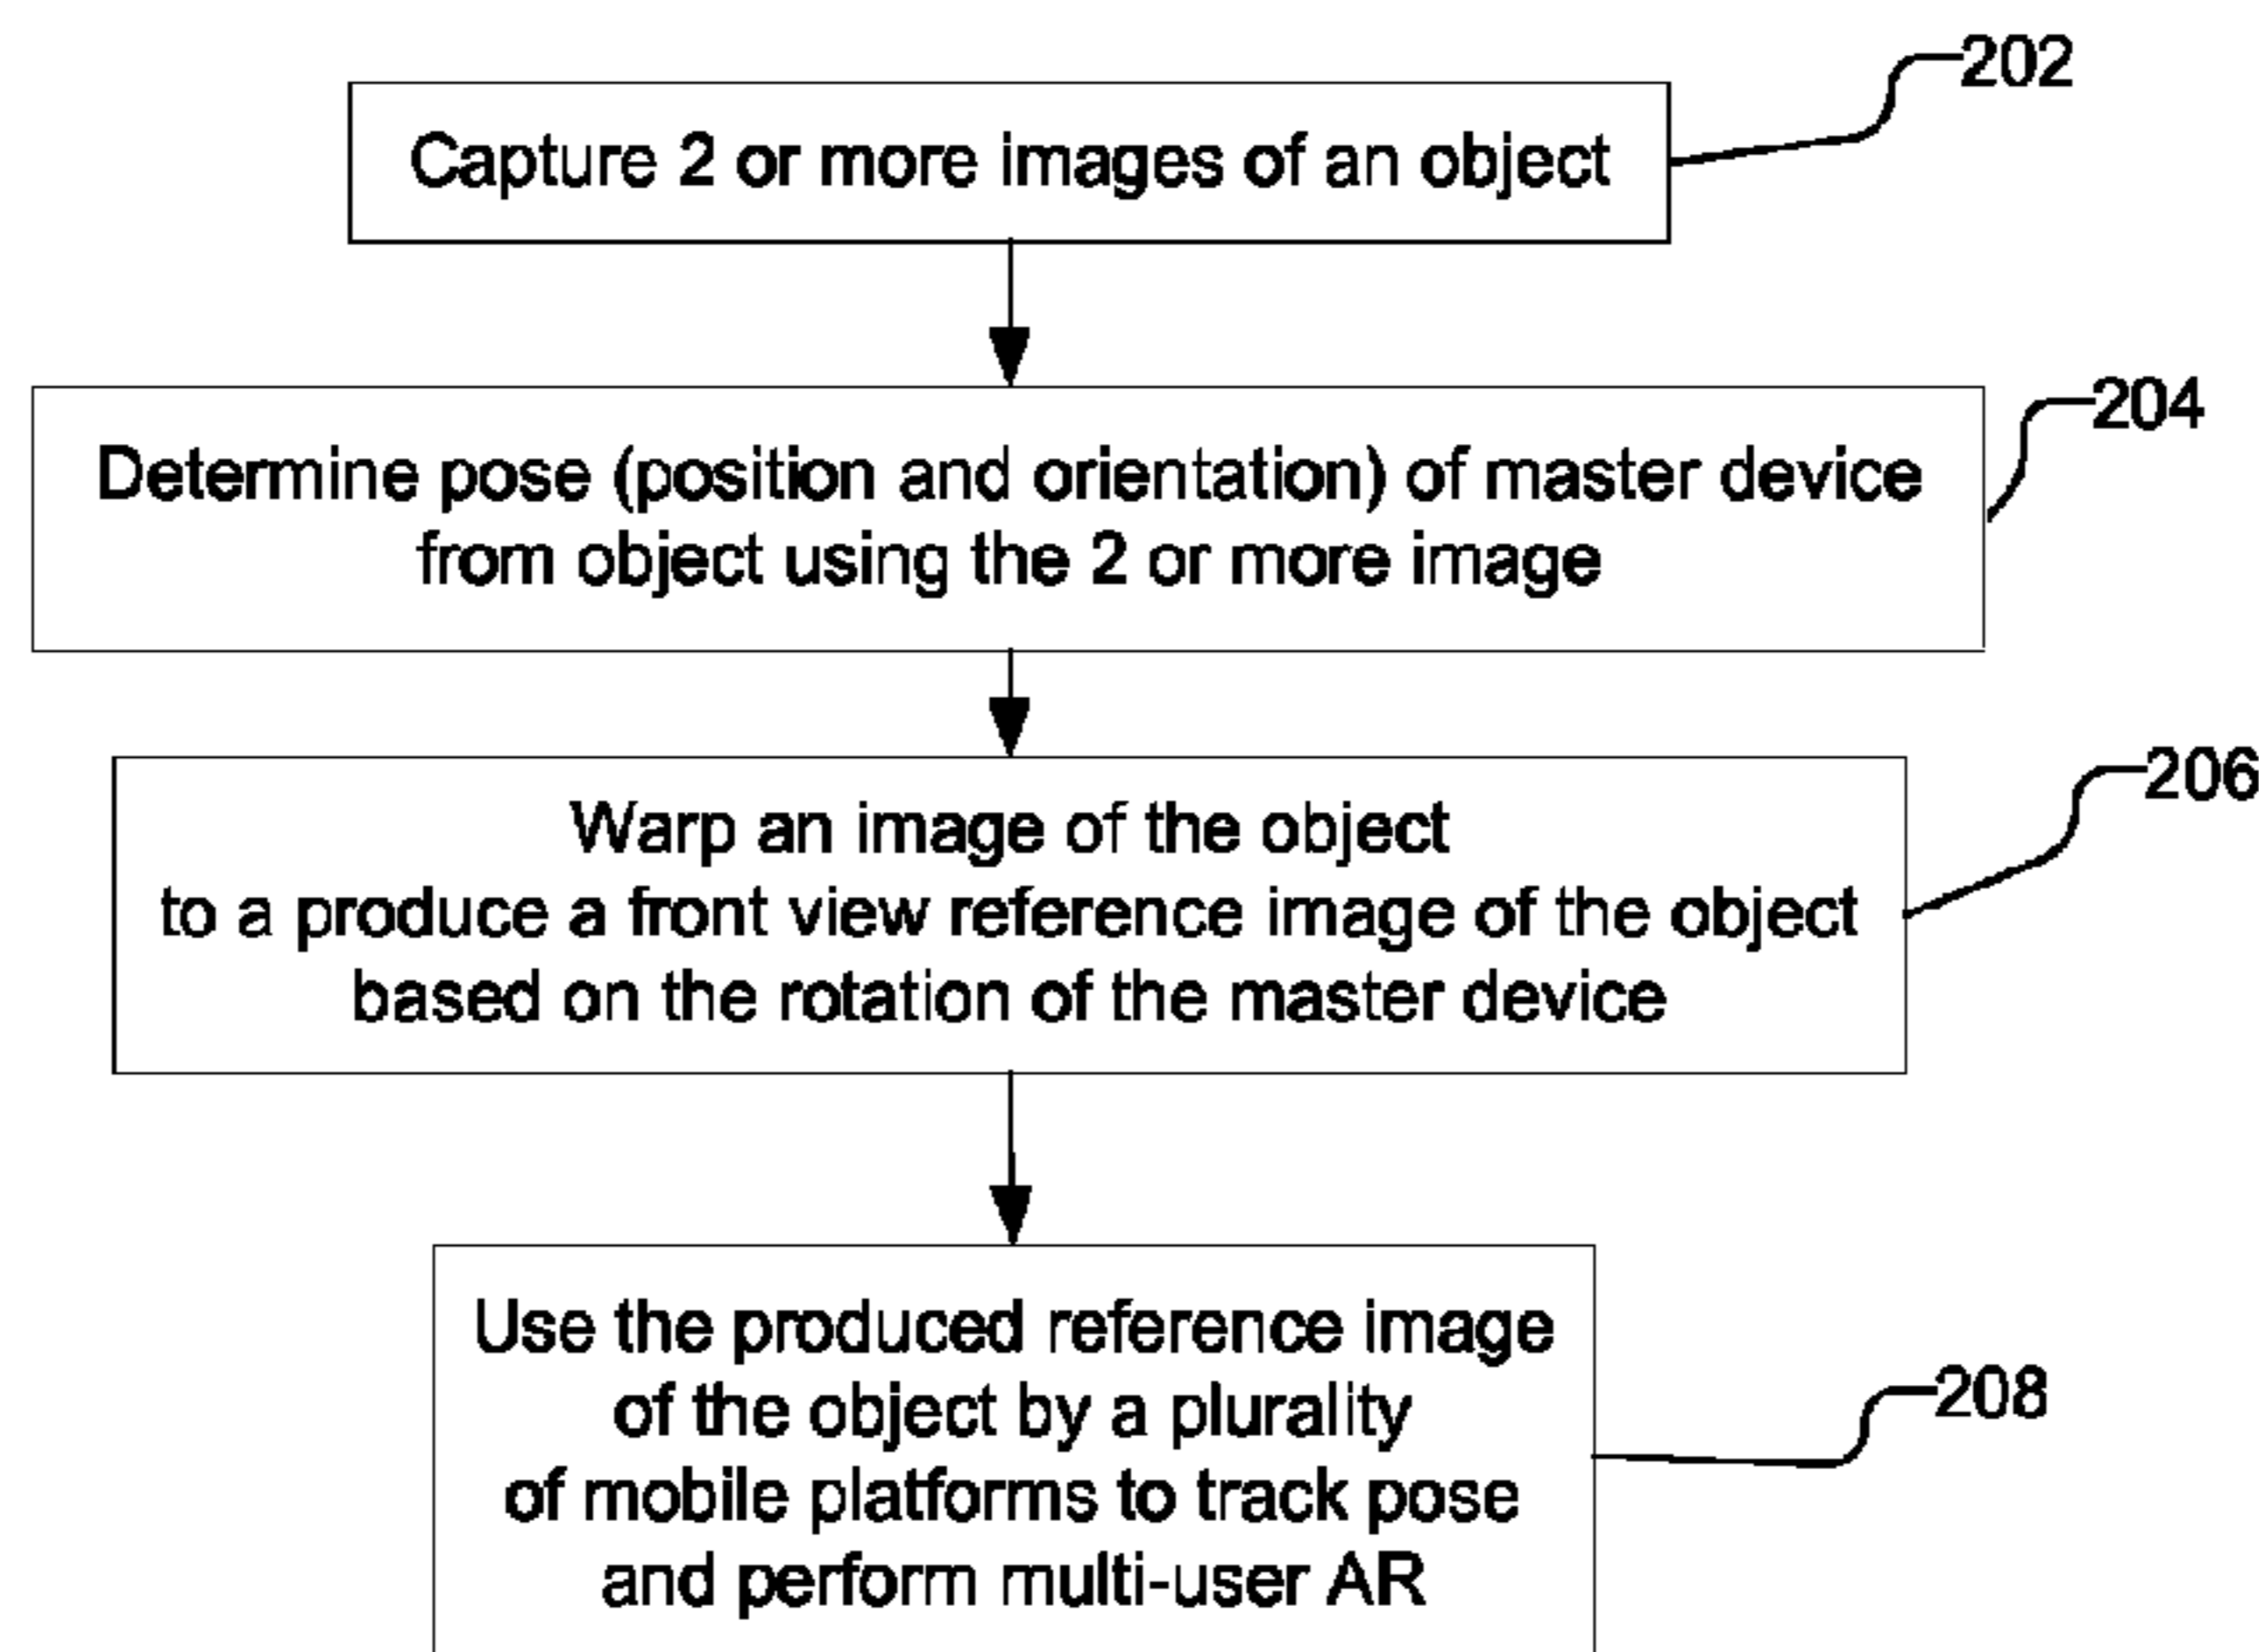 202
Capture 2 or more images of an object
204
Determine pose (position and orientation) of master device
from object using the 2 or more image
206
Warp an image of the object
to a produce a front view reference image of the object
based on the rotation of the master device
Use the produced reference image
of the object by a plurality
208
of mobile platforms to track pose
and perform multi-user AR